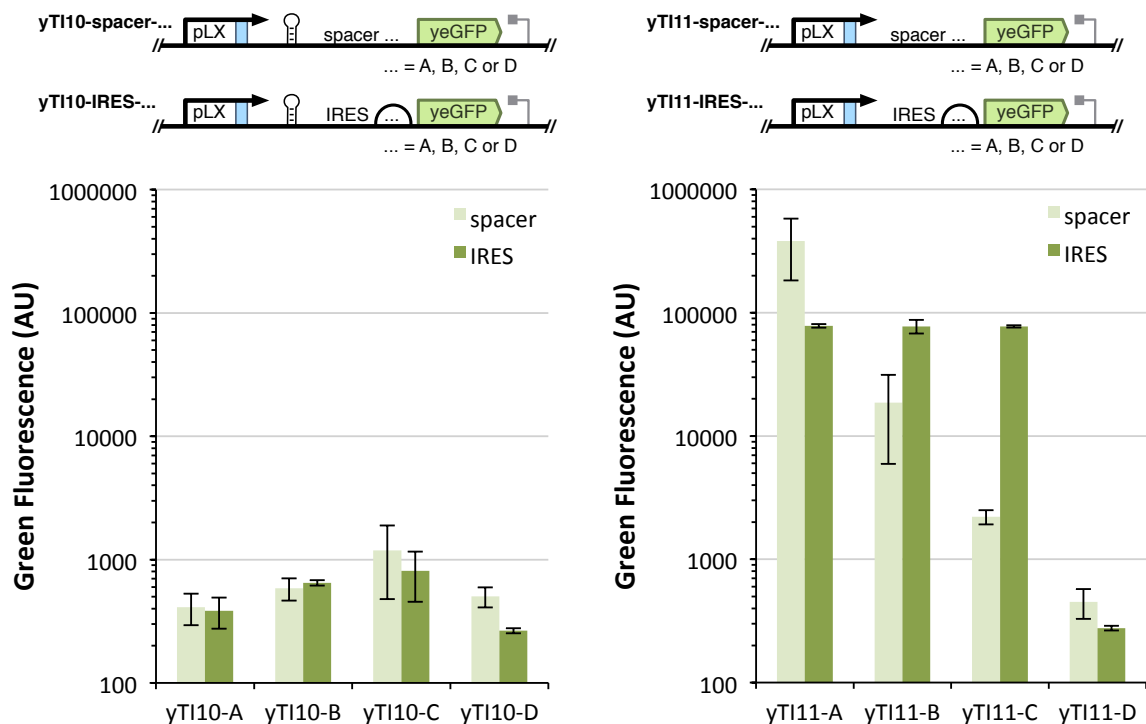 yTI10-spacer-...
pLX
spacer ...
yeGFP
... = A, B, C or D
yTI10-IRES-...
pLX
IRES
...
yeGFP
... = A, B, C or D
Green Fluorescence (AU)
1000000
100000
10000
1000
100
spacer
IRES
yTI10-A yTI10-B yTI10-C yTI10-D
yTI11-spacer-...
pLX
spacer ...
yeGFP
... = A, B, C or D
yTI11-IRES-...
pLX
IRES
...
yeGFP
... = A, B, C or D
Green Fluorescence (AU)
1000000
100000
10000
1000
100
spacer
IRES
yTI11-A yTI11-B yTI11-C yTI11-D